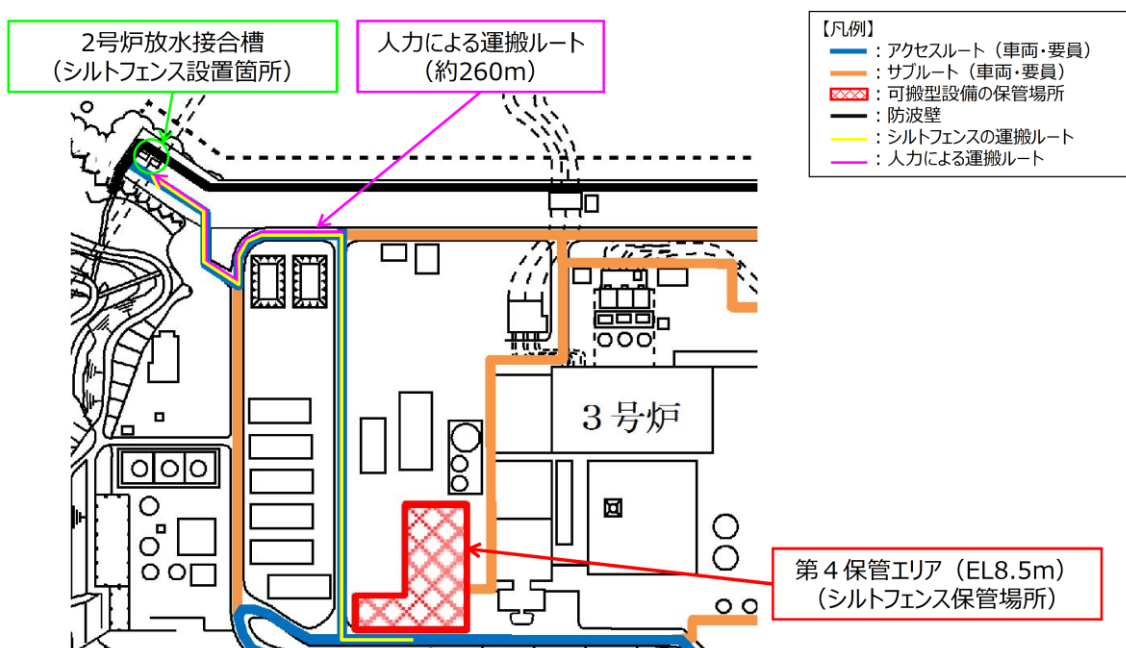 2号炉放水接合槽
(シルトフェンス設置箇所)
人力による運搬ルート
(約260m)
【凡例】
:アクセスルート(車両・要員)
:サブルート(車両・要員)
:可搬型設備の保管場所
:防波壁
:シルトフェンスの運搬ルート
:人力による運搬ルート
3号炉
第4保管エリア(EL8.5m)
(シルトフェンス保管場所)